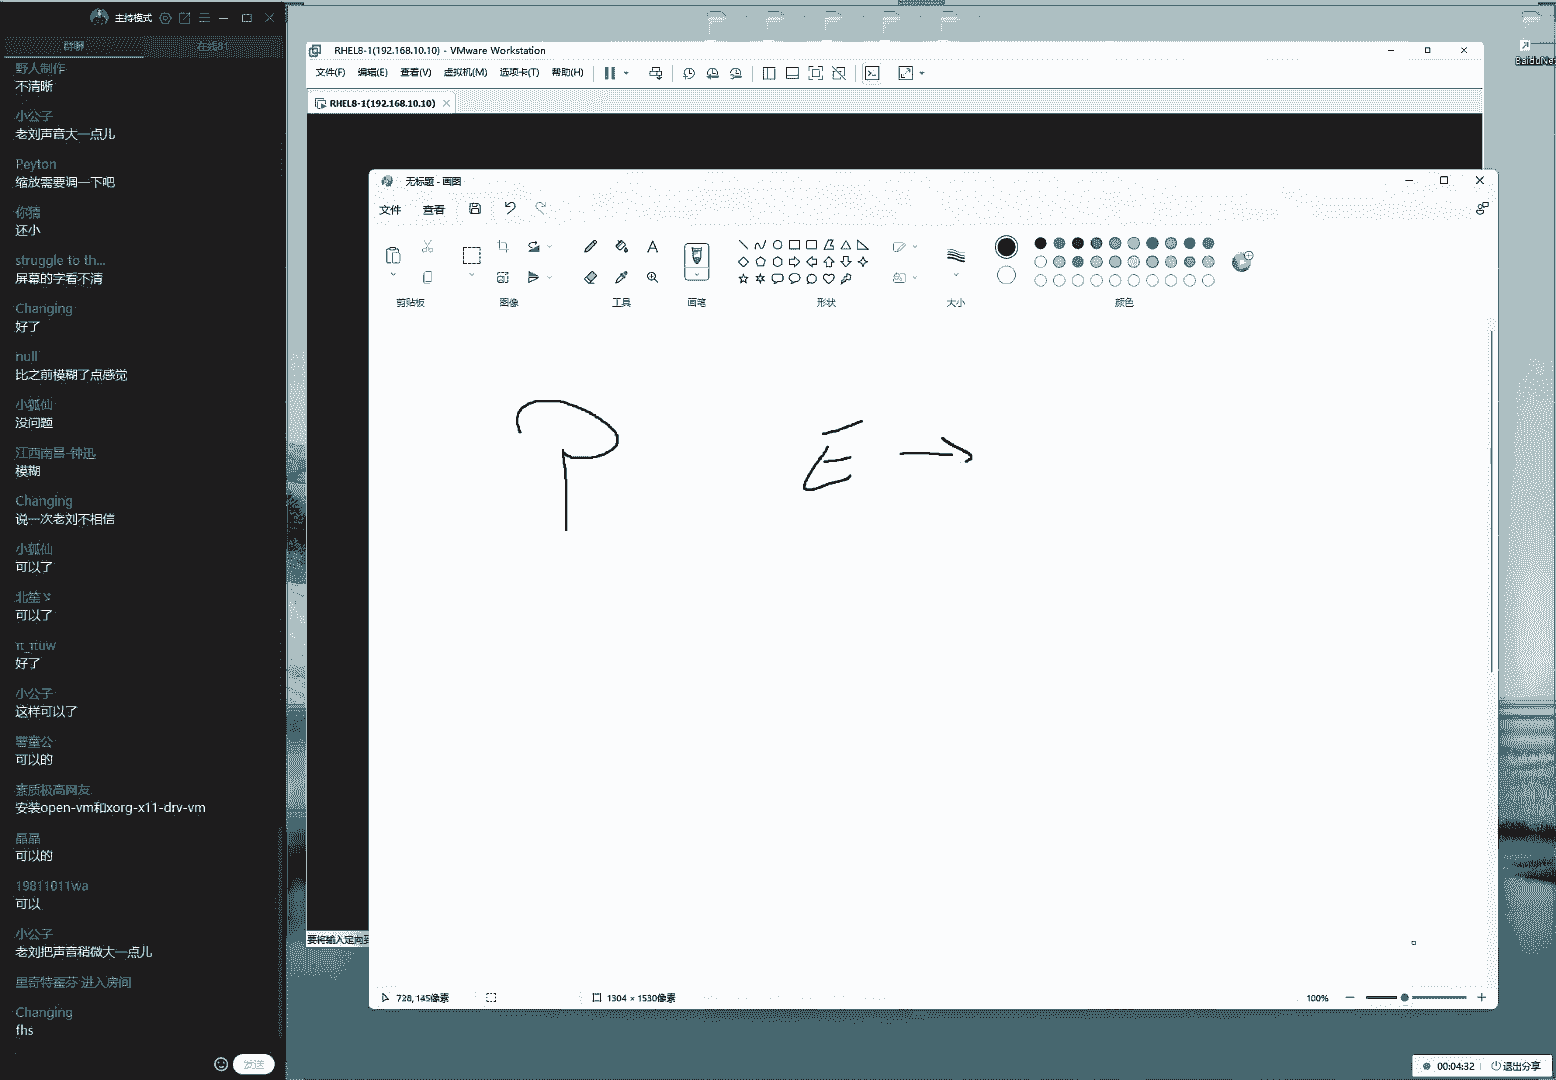 主持模式
群聊
在线81
野人制作
不清晰
小公子
老刘声音大一点儿
Peyton
缩放需要调一下吧
你猜
还小
struggle to th...
屏幕的字看不清
Changing
好了
null
比之前模糊了点感觉
小狐仙
没问题
江西南昌-钟迅
模糊
Changing
说一次老刘不相信
小狐仙
可以了
可以了
好了
小公子
这样可以了
可以的
素质极高网友
安装open-vm和xorg-x11-drv-vm
晶晶
可以的
19811011wa
可以
小公子
老刘把声音稍微大一点儿
里奇特霍芬 进入房间
Changing
fhs
发送
RHEL8-1(192.168.10.10) - VMware Workstation
文件(F) 编辑(E) 查看(V) 虚拟机(M) 选项卡(T) 帮助(H)
RHEL8-1(192.168.10.10)
无标题 - 画图
文件 查看
剪贴板 图像 工具 画笔 形状 大小 颜色
P E →
要将输入定向到
728, 145像素 1304 × 1530像素 100%
BaiduNe
00:04:32 退出分享